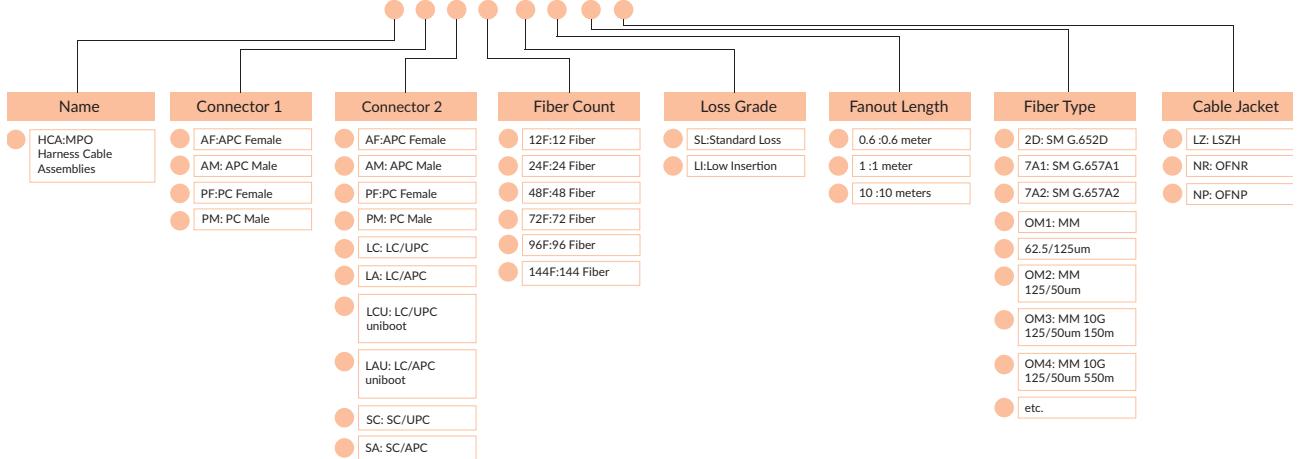 Name
HCA:MPO
Harness Cable
Assemblies
Connector 1
AF:APC Female
AM: APC Male
PF:PC Female
PM: PC Male
Connector 2
AF:APC Female
AM: APC Male
PF:PC Female
PM: PC Male
LC: LC/UPC
LA: LC/APC
LCU: LC/UPC
uniboot
LAU: LC/APC
uniboot
SC: SC/UPC
SA: SC/APC
Fiber Count
12F:12 Fiber
24F:24 Fiber
48F:48 Fiber
72F:72 Fiber
96F:96 Fiber
144F:144 Fiber
Loss Grade
SL:Standard Loss
LI:Low Insertion
Fanout Length
0.6 :0.6 meter
1 :1 meter
10 :10 meters
Fiber Type
2D: SM G.652D
7A1: SM G.657A1
7A2: SM G.657A2
OM1: MM
62.5/125um
OM2: MM
125/50um
OM3: MM 10G
125/50um 150m
OM4: MM 10G
125/50um 550m
etc.
Cable Jacket
LZ: LSZH
NR: OFNR
NP: OFNP